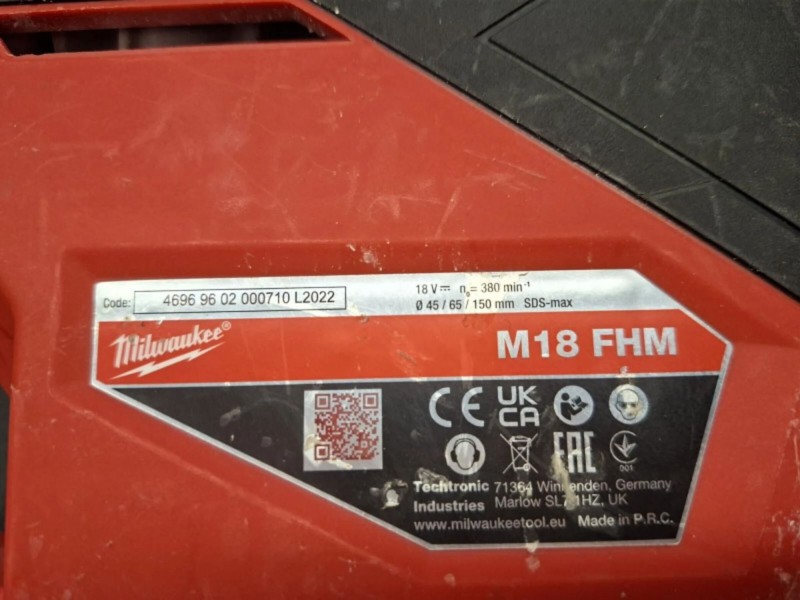 Code: 4696 96 02 000710 L2022
18 V⎓ n₀= 380 min⁻¹
Ø 45 / 65 / 150 mm SDS-max
Milwaukee®
M18 FHM
CE UK CA
EAC 001
Techtronic Industries
71364 Winnenden, Germany
Marlow SL7 1HZ, UK
www.milwaukeetool.eu Made in P.R.C.